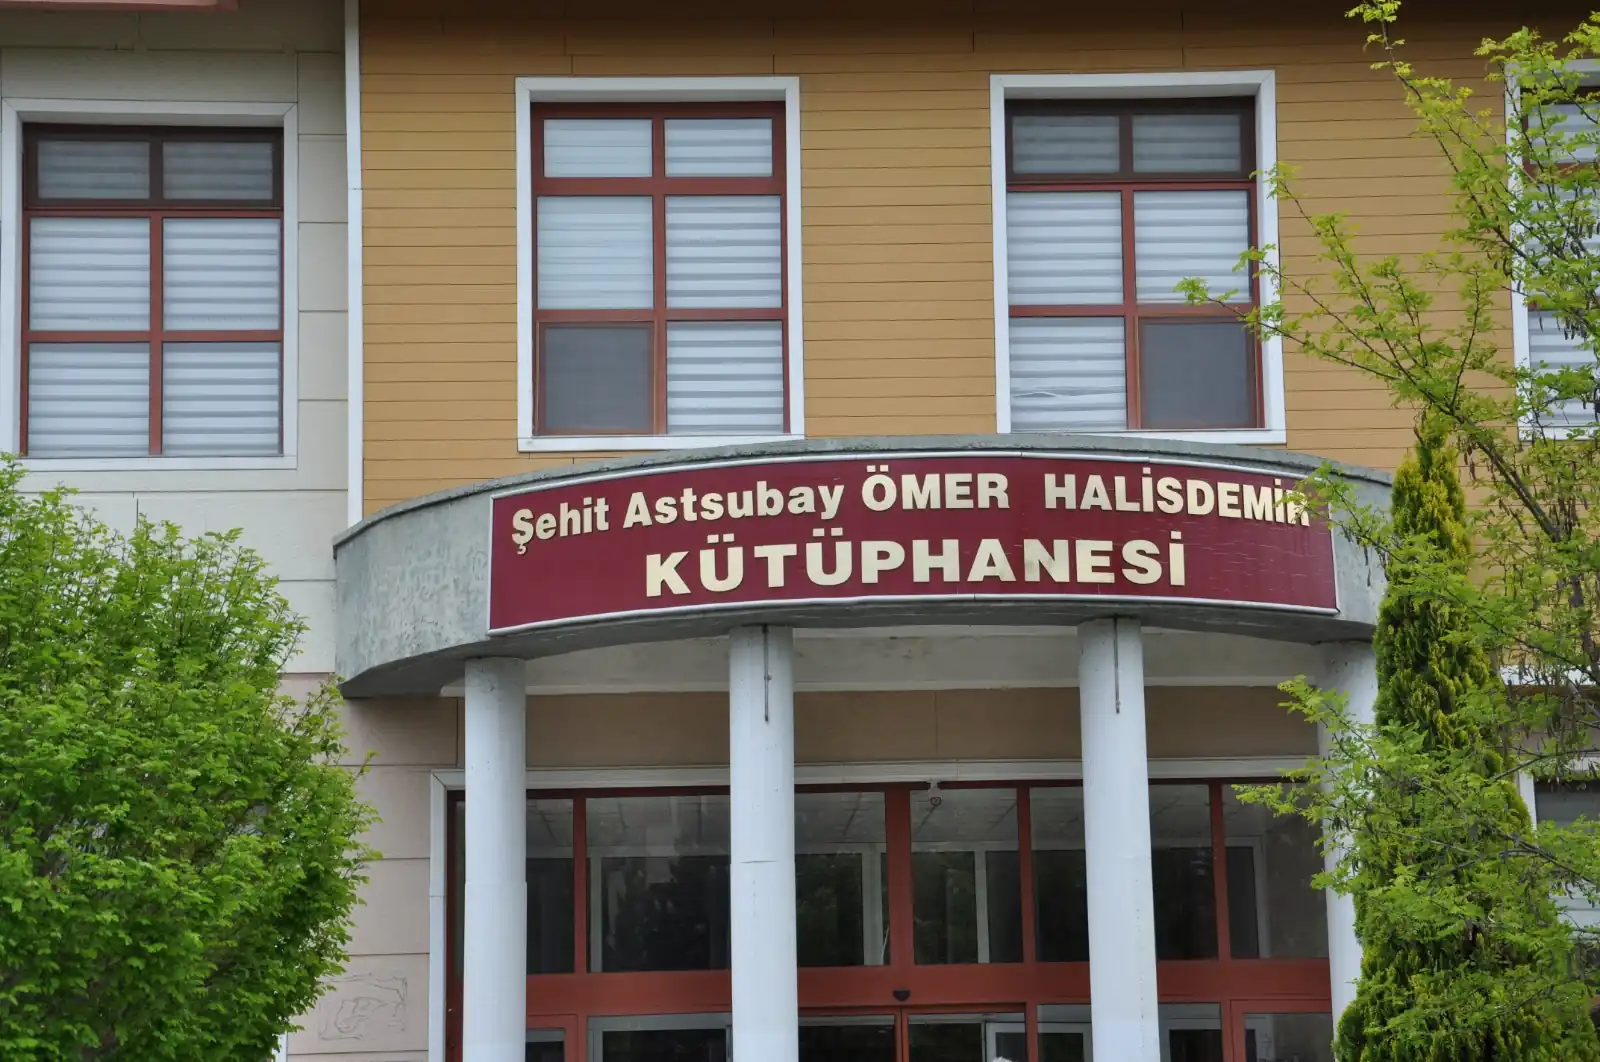 Şehit Astsubay ÖMER HALİSDEMİR
KÜTÜPHANESİ